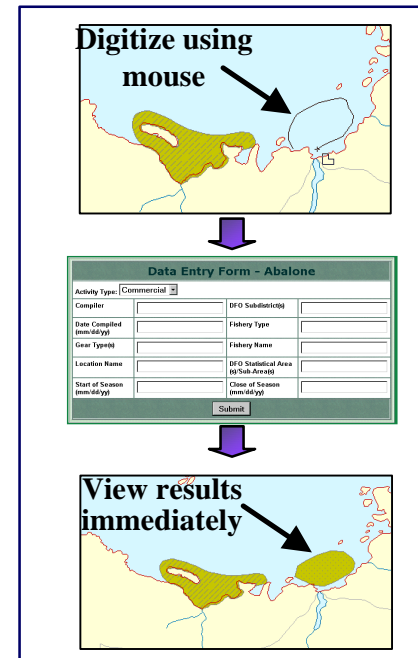 Digitize using
mouse
Data Entry Form - Abalone
Activity Type: Commercial
Compiler DFO Subdistrict(s)
Date Compiled Fishery Type
(mm/dd/yy)
Gear Type(s) Fishery Name
Location Name DFO Statistical Area
(s)/Sub-Area(s)
Start of Season Close of Season
(mm/dd/yy) (mm/dd/yy)
Submit
View results
immediately